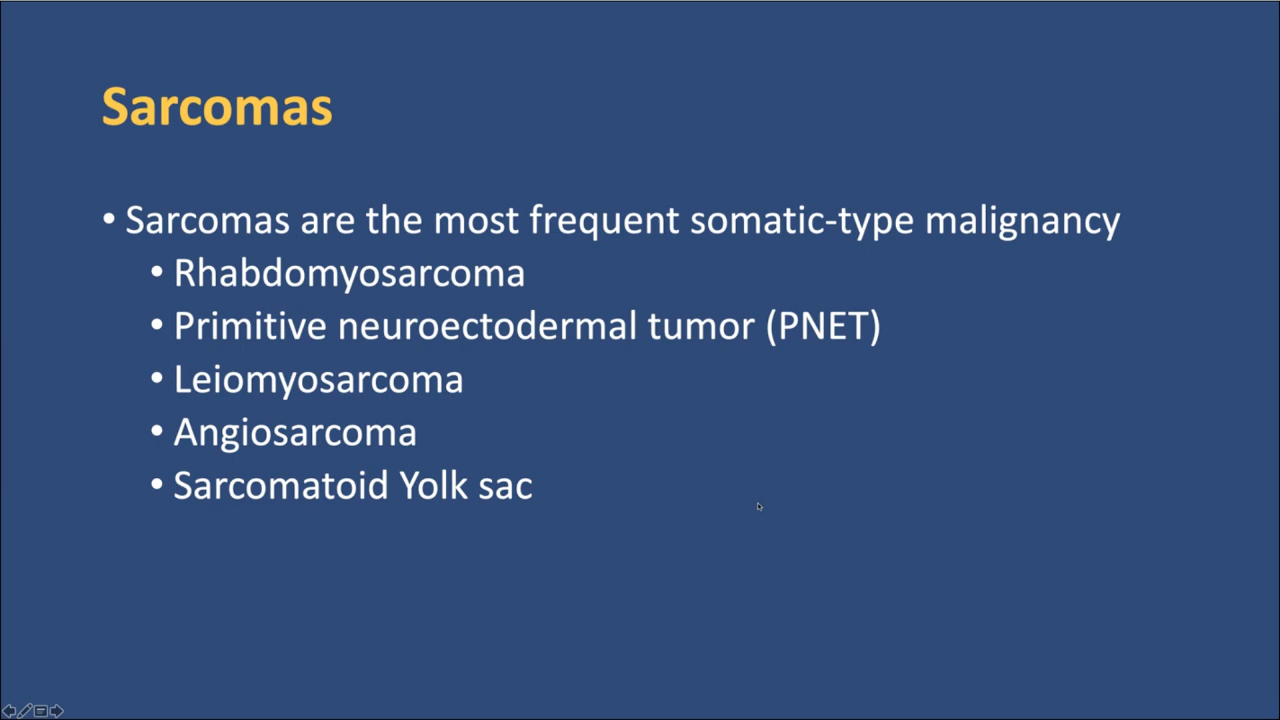 Sarcomas
• Sarcomas are the most frequent somatic-type malignancy
• Rhabdomyosarcoma
• Primitive neuroectodermal tumor (PNET)
• Leiomyosarcoma
• Angiosarcoma
• Sarcomatoid Yolk sac